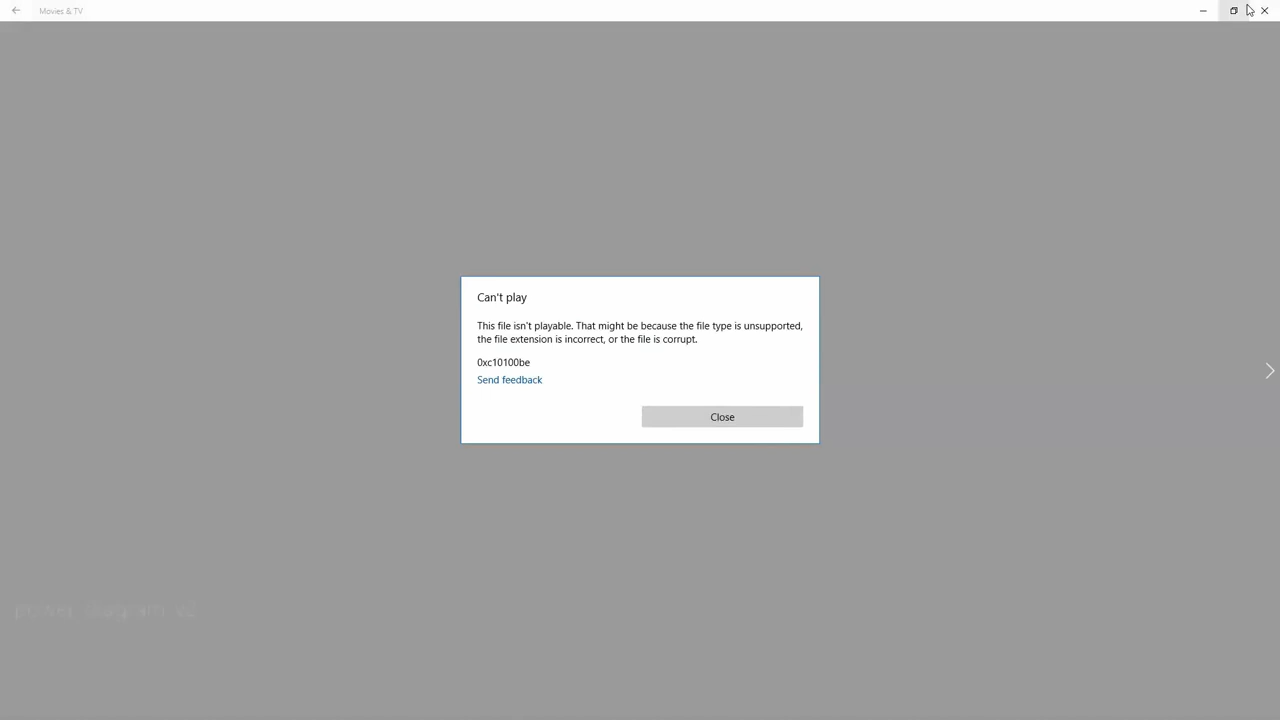 Movies & TV
Can't play
This file isn't playable. That might be because the file type is unsupported,
the file extension is incorrect, or the file is corrupt.
0xc10100be
Send feedback
Close